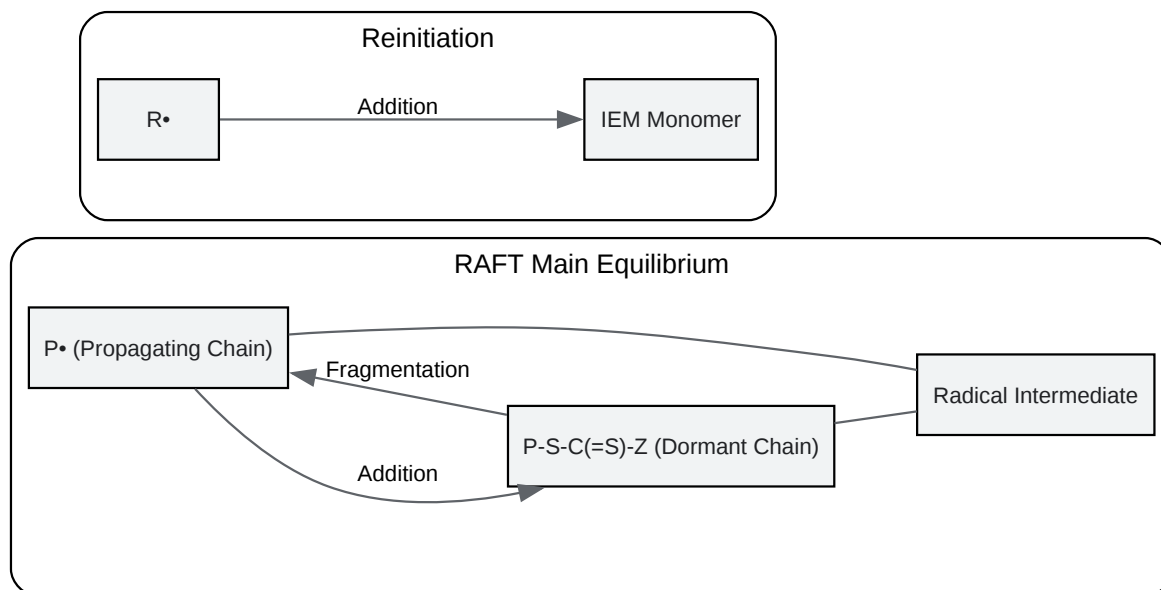 Reinitiation
R•
Addition
IEM Monomer
RAFT Main Equilibrium
P• (Propagating Chain)
Fragmentation
Radical Intermediate
P-S-C(=S)-Z (Dormant Chain)
Addition